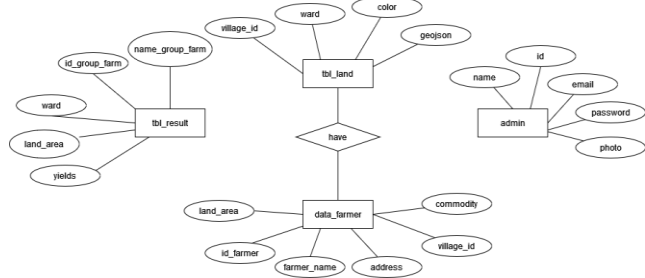 color
ward
village_id
geojson
name_group_farm
id_group_farm
tbl_land
id
name
email
ward
tbl_result
password
admin
have
land_area
photo
yields
commodity
land_area
data_farmer
village_id
id_farmer
farmer_name
address